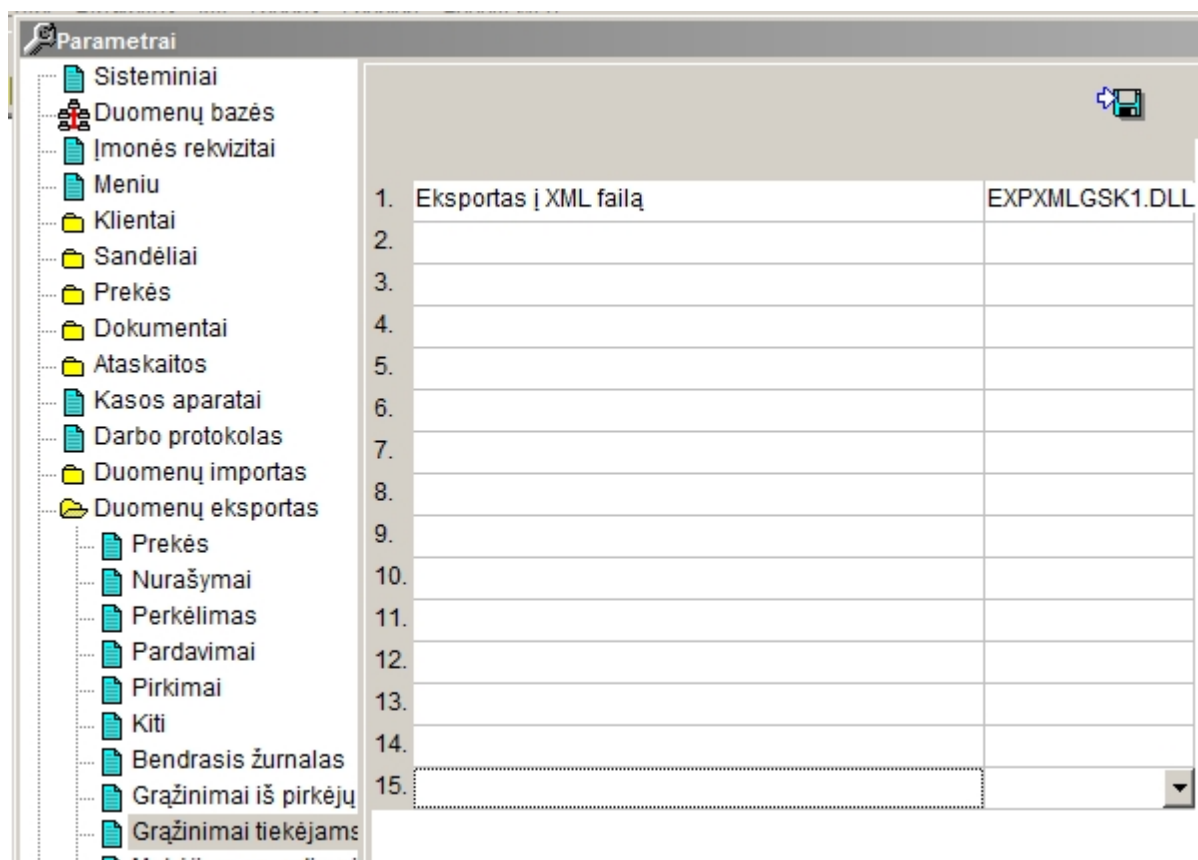 Parametrai
Sisteminiai
Duomenų bazės
Įmonės rekvizitai
Meniu
Klientai
Sandėliai
Prekės
Dokumentai
Ataskaitos
Kasos aparatai
Darbo protokolas
Duomenų importas
Duomenų eksportas
Prekės
Nurašymai
Perkėlimas
Pardavimai
Pirkimai
Kiti
Bendrasis žurnalas
Grąžinimai iš pirkėjų
Grąžinimai tiekėjams
1. Eksportas į XML failą EXPXMLGSK1.DLL
2.
3.
4.
5.
6.
7.
8.
9.
10.
11.
12.
13.
14.
15.